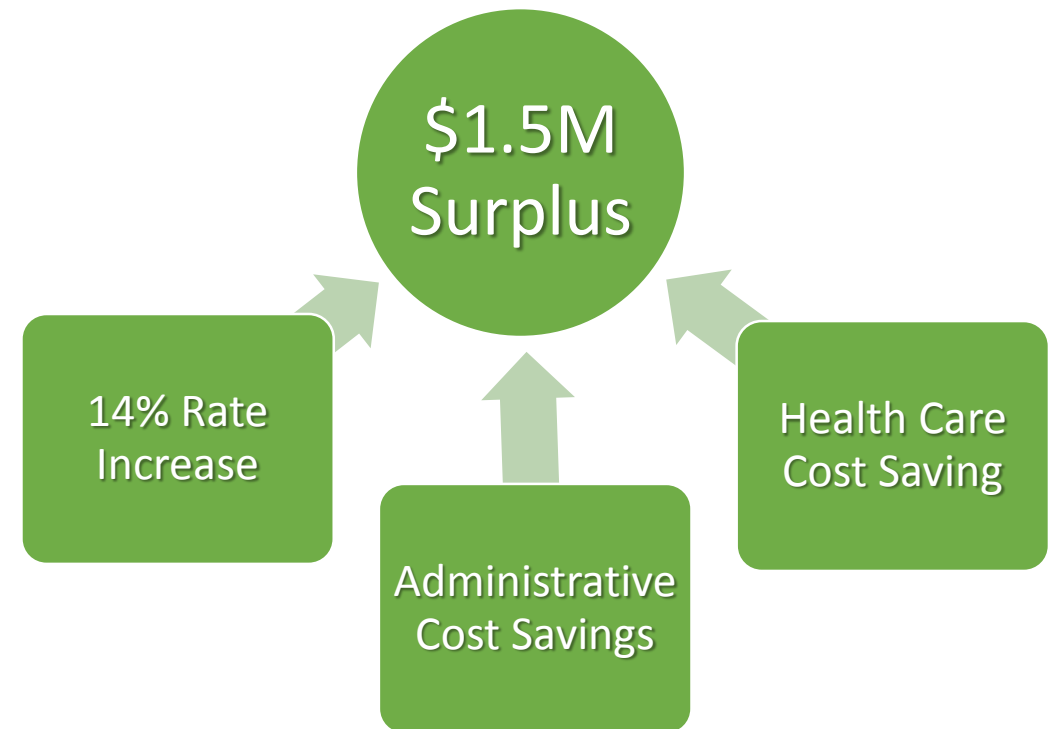 $1.5M
Surplus
14% Rate
Increase
Health Care
Cost Saving
Administrative
Cost Savings